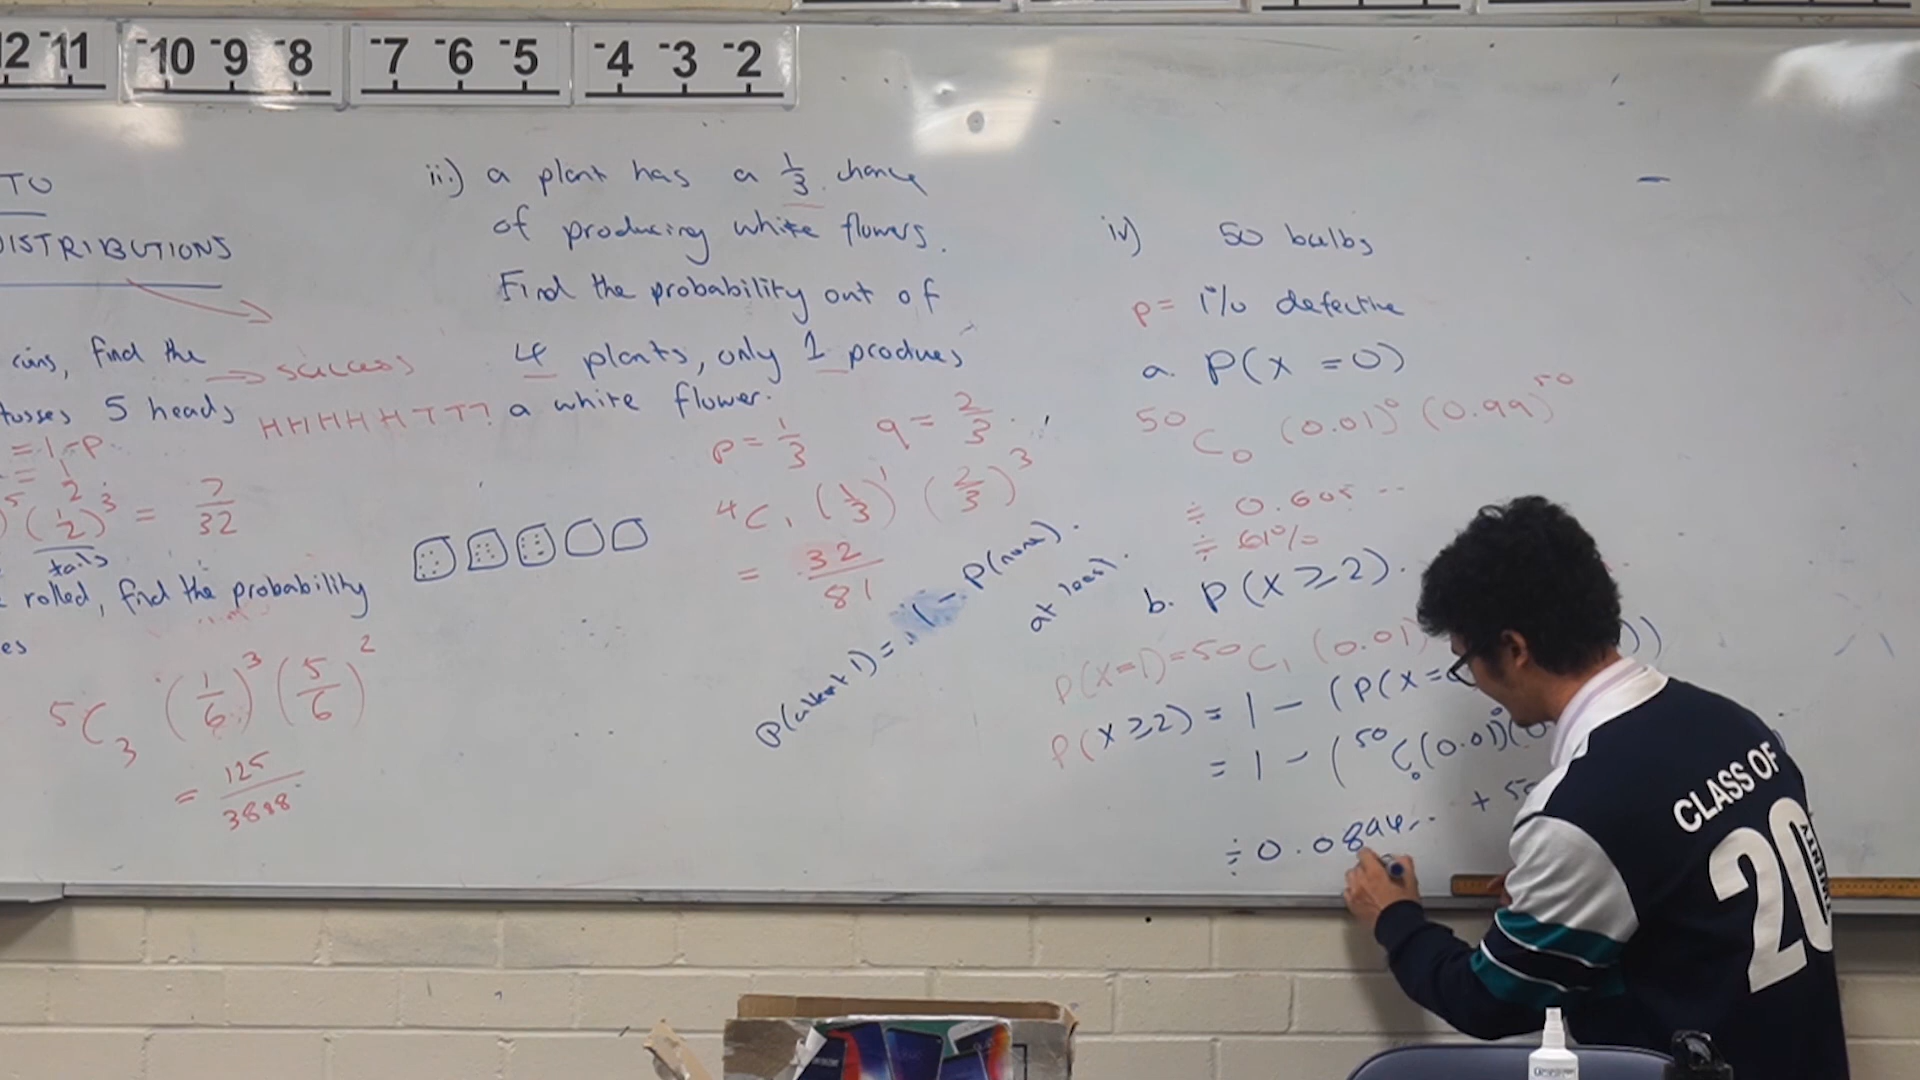 12 -11 -10 -9 -8 -7 -6 -5 -4 -3 -2
TO
DISTRIBUTIONS
coins, find the
→ success
tosses 5 heads
HHHHHTTT
= 1-P
5 (1/2)^3 = 7/32
tails
rolled, find the probability
es
5C3 (1/6)^3 (5/6)^2
= 125/3888
iii) a plant has a 1/3 chance
of producing white flowers.
Find the probability out of
4 plants, only 1 produces
a white flower.
p = 1/3 q = 2/3
4C1 (1/3)^1 (2/3)^3
= 32/81
P(at least 1) = 1 - P(none).
at least.
iv) 50 bulbs
p = 1% defective
a. P(X = 0)
50C0 (0.01)^0 (0.99)^50
≑ 0.605 ..
≑ 61%
b. P(X ≥ 2).
P(X=1) = 50C1 (0.01)
P(X≥2) = 1 - (P(X=
= 1 - (50C0 (0.01)^0 (0
+ 50
≑ 0.089
CLASS OF
20